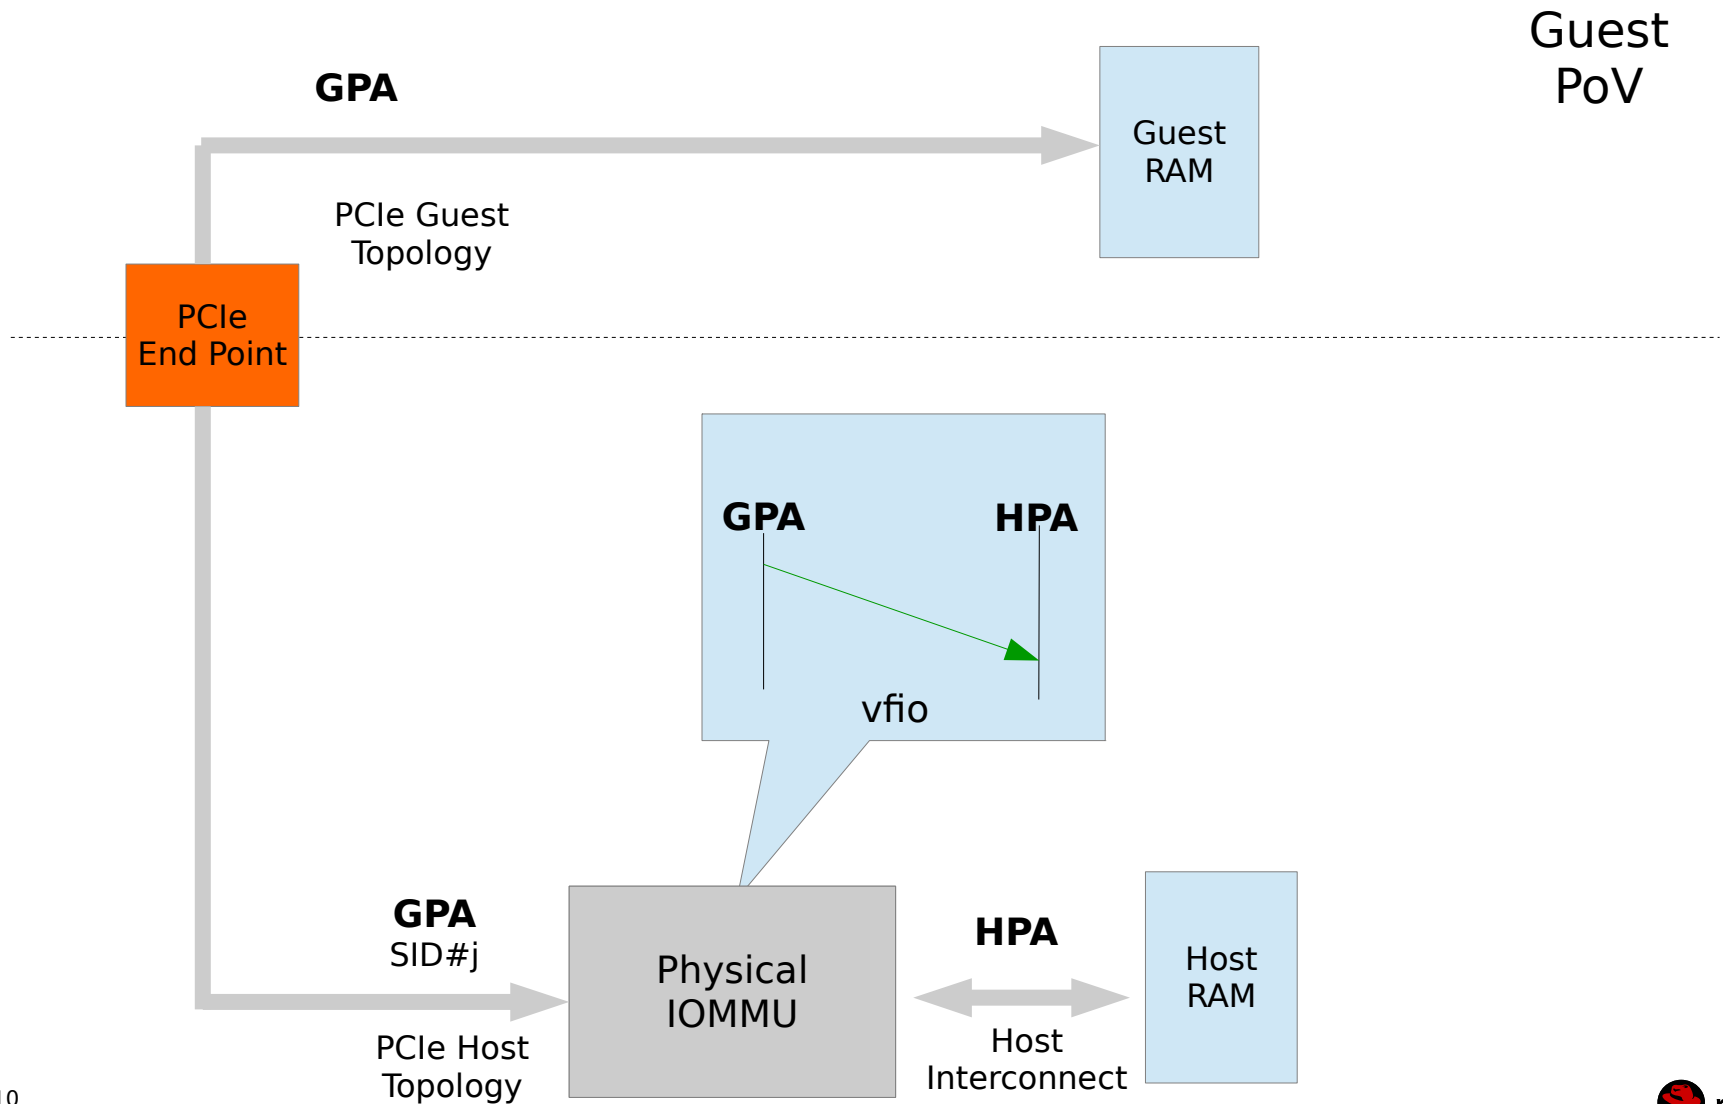 Guest
PoV
GPA
Guest
RAM
PCIe Guest
Topology
PCIe
End Point
GPA
HPA
vfio
GPA
SID#j
PCIe Host
Topology
Physical
IOMMU
HPA
Host
Interconnect
Host
RAM
10